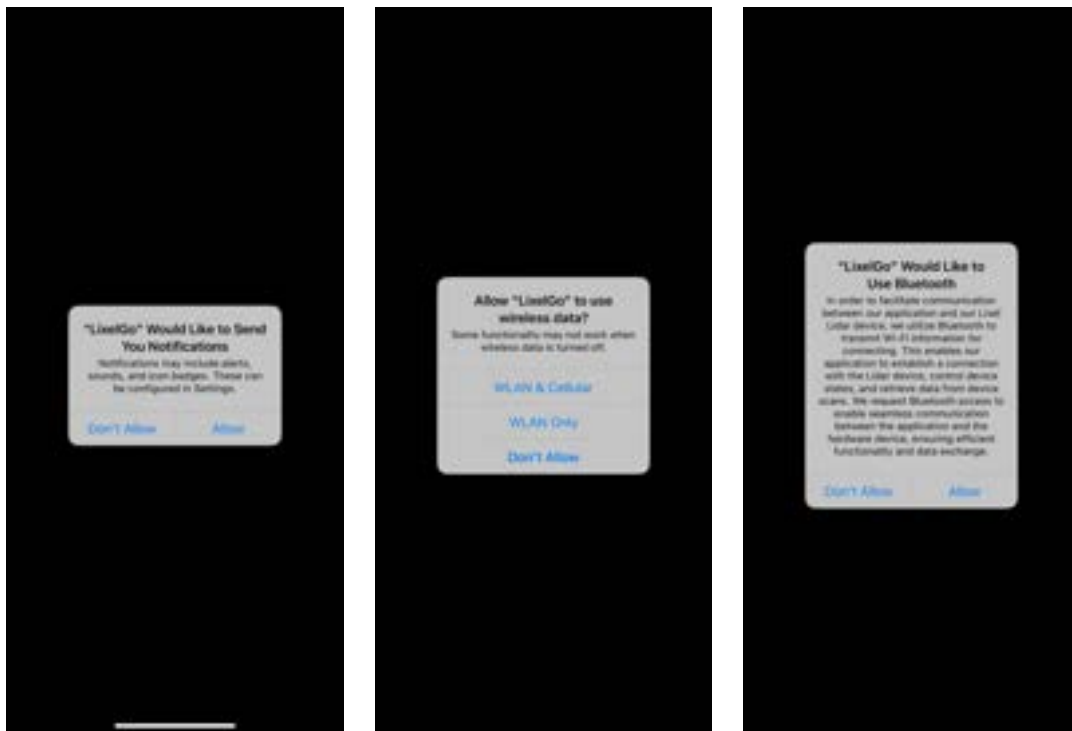 "LixelGo" Would Like to Send
You Notifications
Notifications may include alerts,
sounds, and icon badges. These can
be configured in Settings.
Don't Allow
Allow
Allow "LixelGo" to use
wireless data?
Some functionality may not work when
wireless data is turned off.
WLAN & Cellular
WLAN Only
Don't Allow
"LixelGo" Would Like to
Use Bluetooth
In order to facilitate communication
between our application and our Lixel
Lidar device, we utilize Bluetooth to
transmit Wi-Fi information for
connecting. This enables our
application to establish a connection
with the Lidar device, control device
states, and retrieve data from device
scans. We request Bluetooth access to
enable seamless communication
between the application and the
hardware device, ensuring efficient
functionality and data exchange.
Don't Allow
Allow